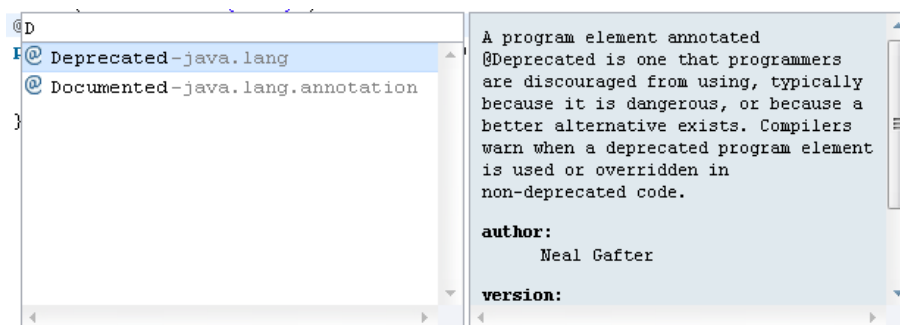 @D
@ Deprecated-java.lang
@ Documented-java.lang.annotation
}
A program element annotated
@Deprecated is one that programmers
are discouraged from using, typically
because it is dangerous, or because a
better alternative exists. Compilers
warn when a deprecated program element
is used or overridden in
non-deprecated code.
author:
Neal Gafter
version: